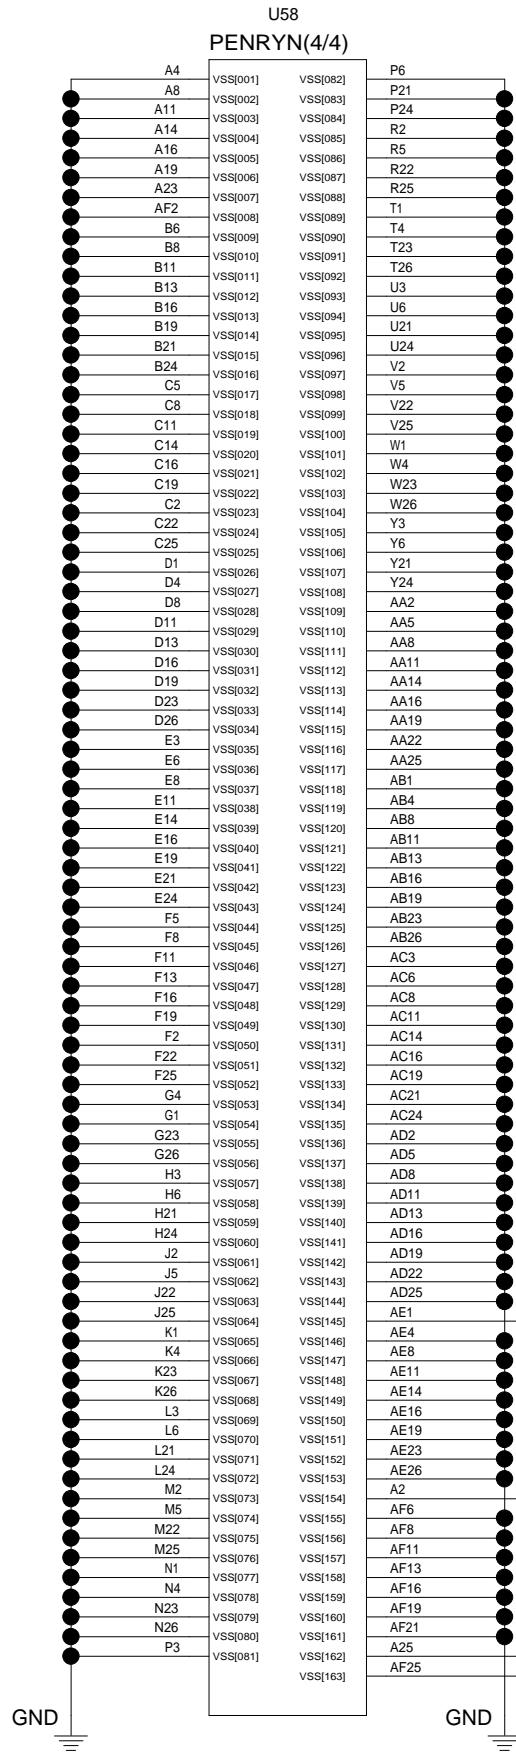 U58
PENRYN(4/4)
A4 VSS[001] VSS[082] P6
A8 VSS[002] VSS[083] P21
A11 VSS[003] VSS[084] P24
A14 VSS[004] VSS[085] R2
A16 VSS[005] VSS[086] R5
A19 VSS[006] VSS[087] R22
A23 VSS[007] VSS[088] R25
AF2 VSS[008] VSS[089] T1
B6 VSS[009] VSS[090] T4
B8 VSS[010] VSS[091] T23
B11 VSS[011] VSS[092] T26
B13 VSS[012] VSS[093] U3
B16 VSS[013] VSS[094] U6
B19 VSS[014] VSS[095] U21
B21 VSS[015] VSS[096] U24
B24 VSS[016] VSS[097] V2
C5 VSS[017] VSS[098] V5
C8 VSS[018] VSS[099] V22
C11 VSS[019] VSS[100] V25
C14 VSS[020] VSS[101] W1
C16 VSS[021] VSS[102] W4
C19 VSS[022] VSS[103] W23
C2 VSS[023] VSS[104] W26
C22 VSS[024] VSS[105] Y3
C25 VSS[025] VSS[106] Y6
D1 VSS[026] VSS[107] Y21
D4 VSS[027] VSS[108] Y24
D8 VSS[028] VSS[109] AA2
D11 VSS[029] VSS[110] AA5
D13 VSS[030] VSS[111] AA8
D16 VSS[031] VSS[112] AA11
D19 VSS[032] VSS[113] AA14
D23 VSS[033] VSS[114] AA16
D26 VSS[034] VSS[115] AA19
E3 VSS[035] VSS[116] AA22
E6 VSS[036] VSS[117] AA25
E8 VSS[037] VSS[118] AB1
E11 VSS[038] VSS[119] AB4
E14 VSS[039] VSS[120] AB8
E16 VSS[040] VSS[121] AB11
E19 VSS[041] VSS[122] AB13
E21 VSS[042] VSS[123] AB16
E24 VSS[043] VSS[124] AB19
F5 VSS[044] VSS[125] AB23
F8 VSS[045] VSS[126] AB26
F11 VSS[046] VSS[127] AC3
F13 VSS[047] VSS[128] AC6
F16 VSS[048] VSS[129] AC8
F19 VSS[049] VSS[130] AC11
F2 VSS[050] VSS[131] AC14
F22 VSS[051] VSS[132] AC16
F25 VSS[052] VSS[133] AC19
G4 VSS[053] VSS[134] AC21
G1 VSS[054] VSS[135] AC24
G23 VSS[055] VSS[136] AD2
G26 VSS[056] VSS[137] AD5
H3 VSS[057] VSS[138] AD8
H6 VSS[058] VSS[139] AD11
H21 VSS[059] VSS[140] AD13
H24 VSS[060] VSS[141] AD16
J2 VSS[061] VSS[142] AD19
J5 VSS[062] VSS[143] AD22
J22 VSS[063] VSS[144] AD25
J25 VSS[064] VSS[145] AE1
K1 VSS[065] VSS[146] AE4
K4 VSS[066] VSS[147] AE8
K23 VSS[067] VSS[148] AE11
K26 VSS[068] VSS[149] AE14
L3 VSS[069] VSS[150] AE16
L6 VSS[070] VSS[151] AE19
L21 VSS[071] VSS[152] AE23
L24 VSS[072] VSS[153] AE26
M2 VSS[073] VSS[154] A2
M5 VSS[074] VSS[155] AF6
M22 VSS[075] VSS[156] AF8
M25 VSS[076] VSS[157] AF11
N1 VSS[077] VSS[158] AF13
N4 VSS[078] VSS[159] AF16
N23 VSS[079] VSS[160] AF19
N26 VSS[080] VSS[161] AF21
P3 VSS[081] VSS[162] A25
VSS[163] AF25
GND GND